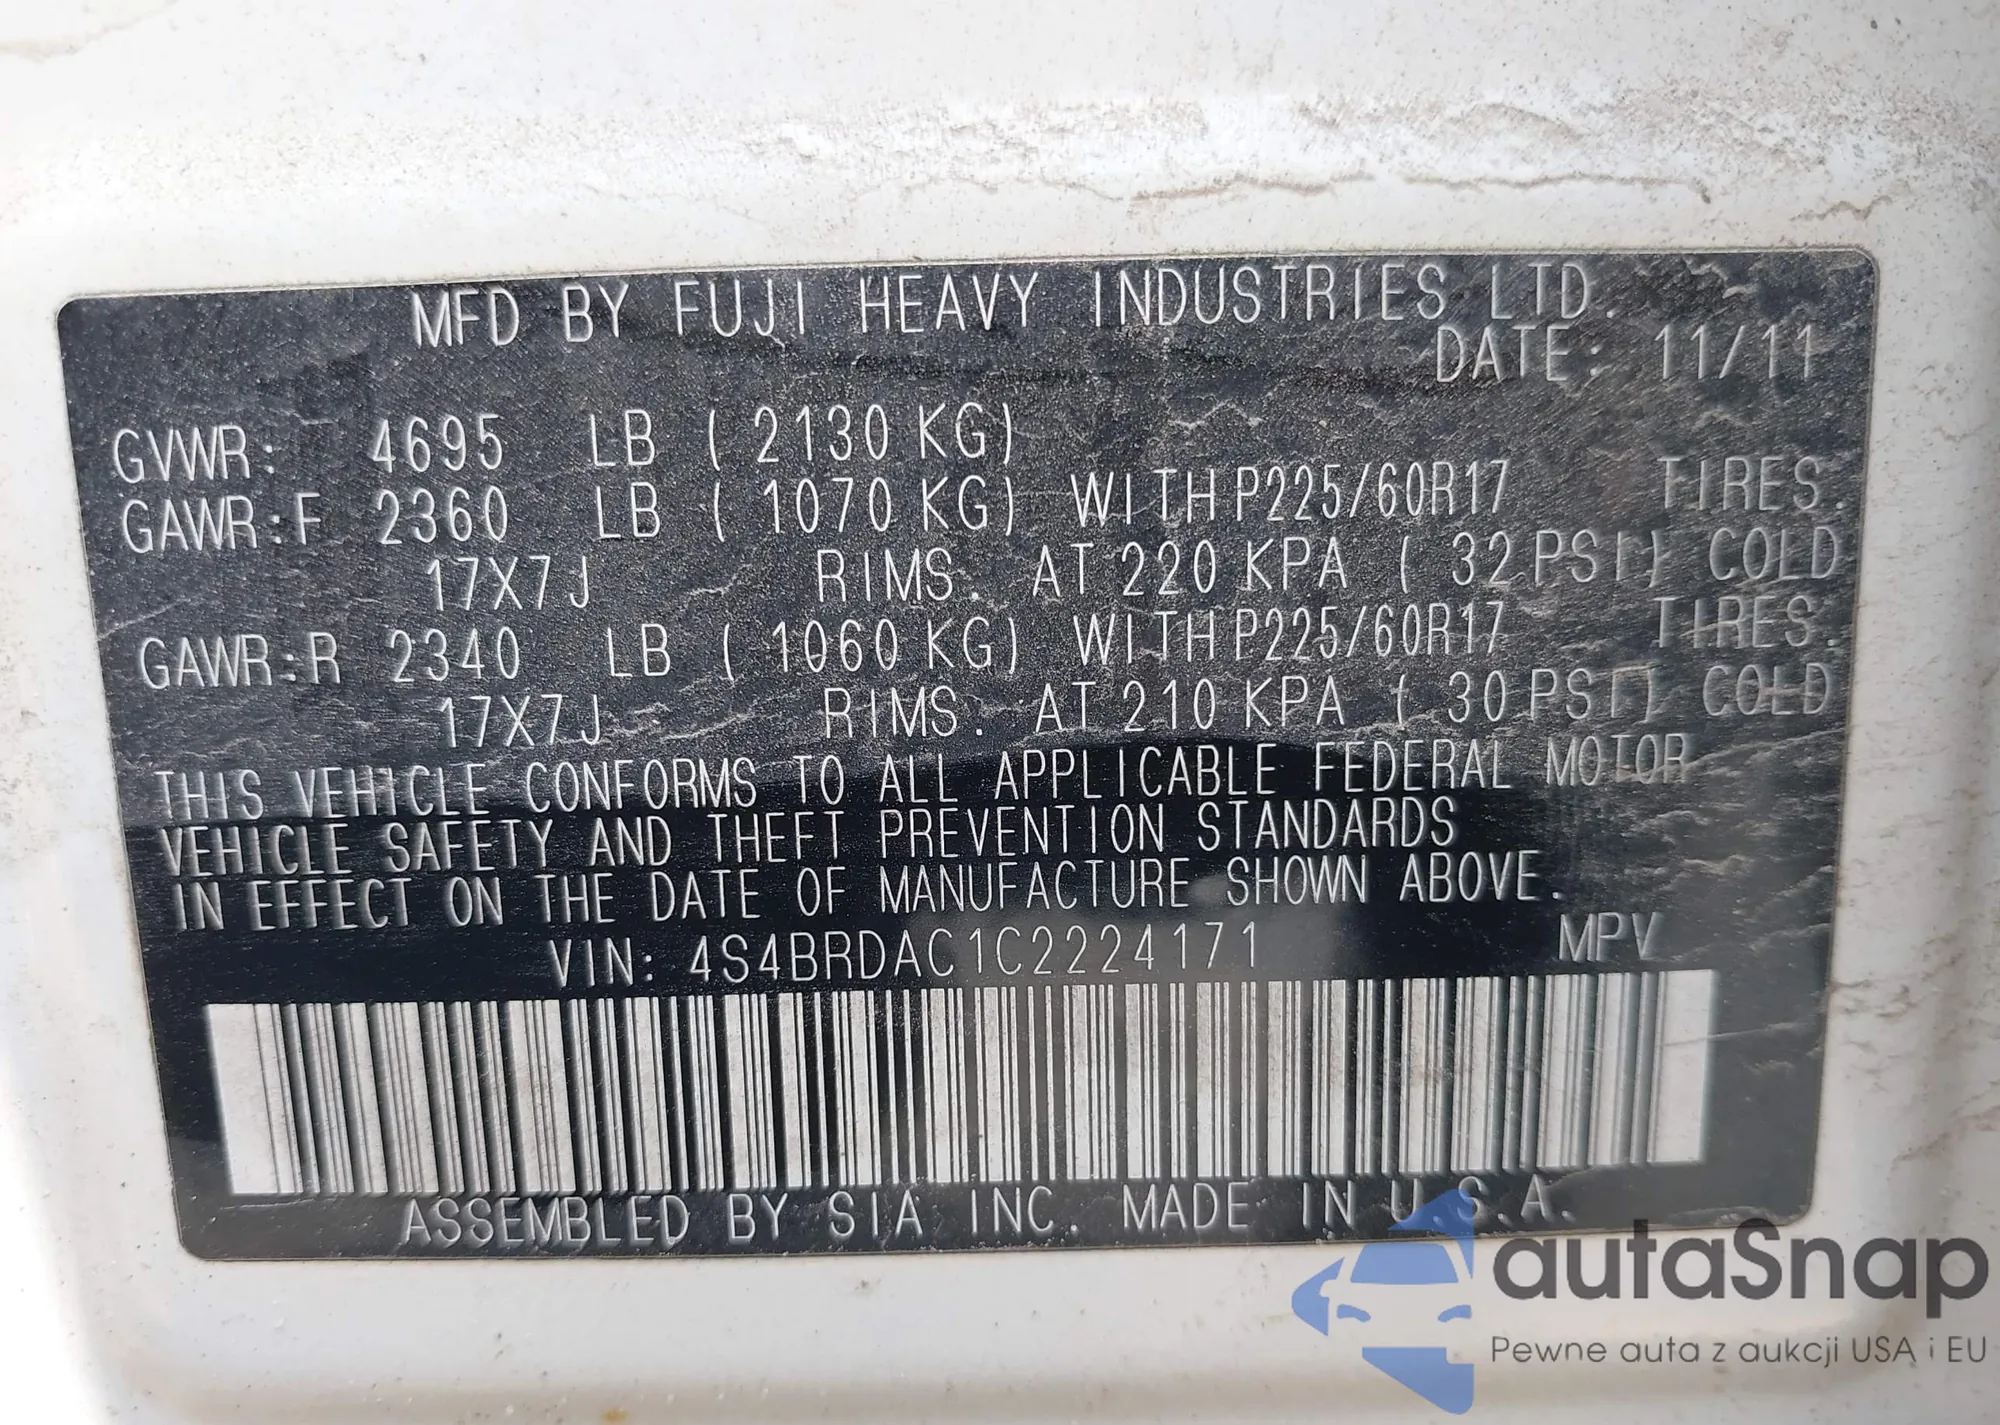 MFD BY FUJI HEAVY INDUSTRIES LTD.
DATE: 11/11
GVWR: 4695 LB ( 2130 KG)
GAWR:F 2360 LB ( 1070 KG) WITH P225/60R17 TIRES.
17X7J RIMS. AT 220 KPA ( 32 PSI) COLD
GAWR:R 2340 LB ( 1060 KG) WITH P225/60R17 TIRES.
17X7J RIMS. AT 210 KPA ( 30 PSI) COLD
THIS VEHICLE CONFORMS TO ALL APPLICABLE FEDERAL MOTOR
VEHICLE SAFETY AND THEFT PREVENTION STANDARDS
IN EFFECT ON THE DATE OF MANUFACTURE SHOWN ABOVE.
VIN: 4S4BRDAC1C2224171 MPV
ASSEMBLED BY SIA INC. MADE IN U.S.A.
autaSnap
Pewne auta z aukcji USA i EU